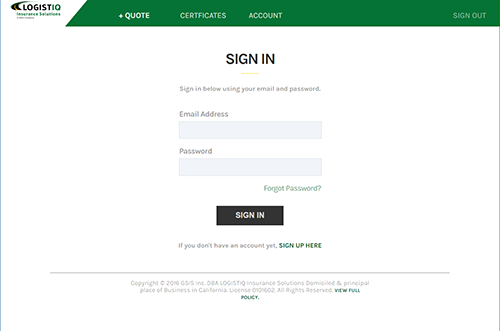 LOGISTIQ
Insurance Solutions
+ QUOTE
CERTFICATES
ACCOUNT
SIGN OUT
SIGN IN
Sign in below using your email and password.
Email Address
Password
Forgot Password?
SIGN IN
If you don't have an account yet, SIGN UP HERE
Copyright © 2016 GSIS Inc. DBA LOGISTIQ Insurance Solutions Domiciled & principal
place of Business in California. License 0I01602. All Rights Reserved. VIEW FULL
POLICY.